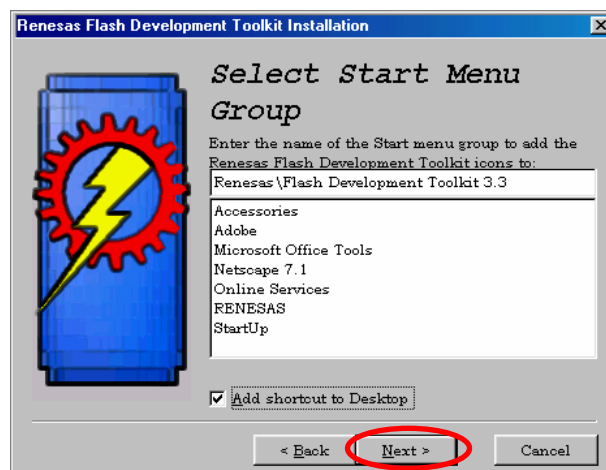 Renesas Flash Development Toolkit Installation
Select Start Menu
Group
Enter the name of the Start menu group to add the
Renesas Flash Development Toolkit icons to:
Renesas\Flash Development Toolkit 3.3
Accessories
Adobe
Microsoft Office Tools
Netscape 7.1
Online Services
RENESAS
StartUp
Add shortcut to Desktop
< Back Next > Cancel